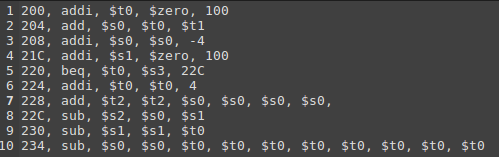 1 200, addi, $t0, $zero, 100
2 204, add, $s0, $t0, $t1
3 208, addi, $s0, $s0, -4
4 21C, addi, $s1, $zero, 100
5 220, beq, $t0, $s3, 22C
6 224, addi, $t0, $t0, 4
7 228, add, $t2, $t2, $s0, $s0, $s0, $s0,
8 22C, sub, $s2, $s0, $s1
9 230, sub, $s1, $s1, $t0
10 234, sub, $s0, $s0, $t0, $t0, $t0, $t0, $t0, $t0, $t0, $t0